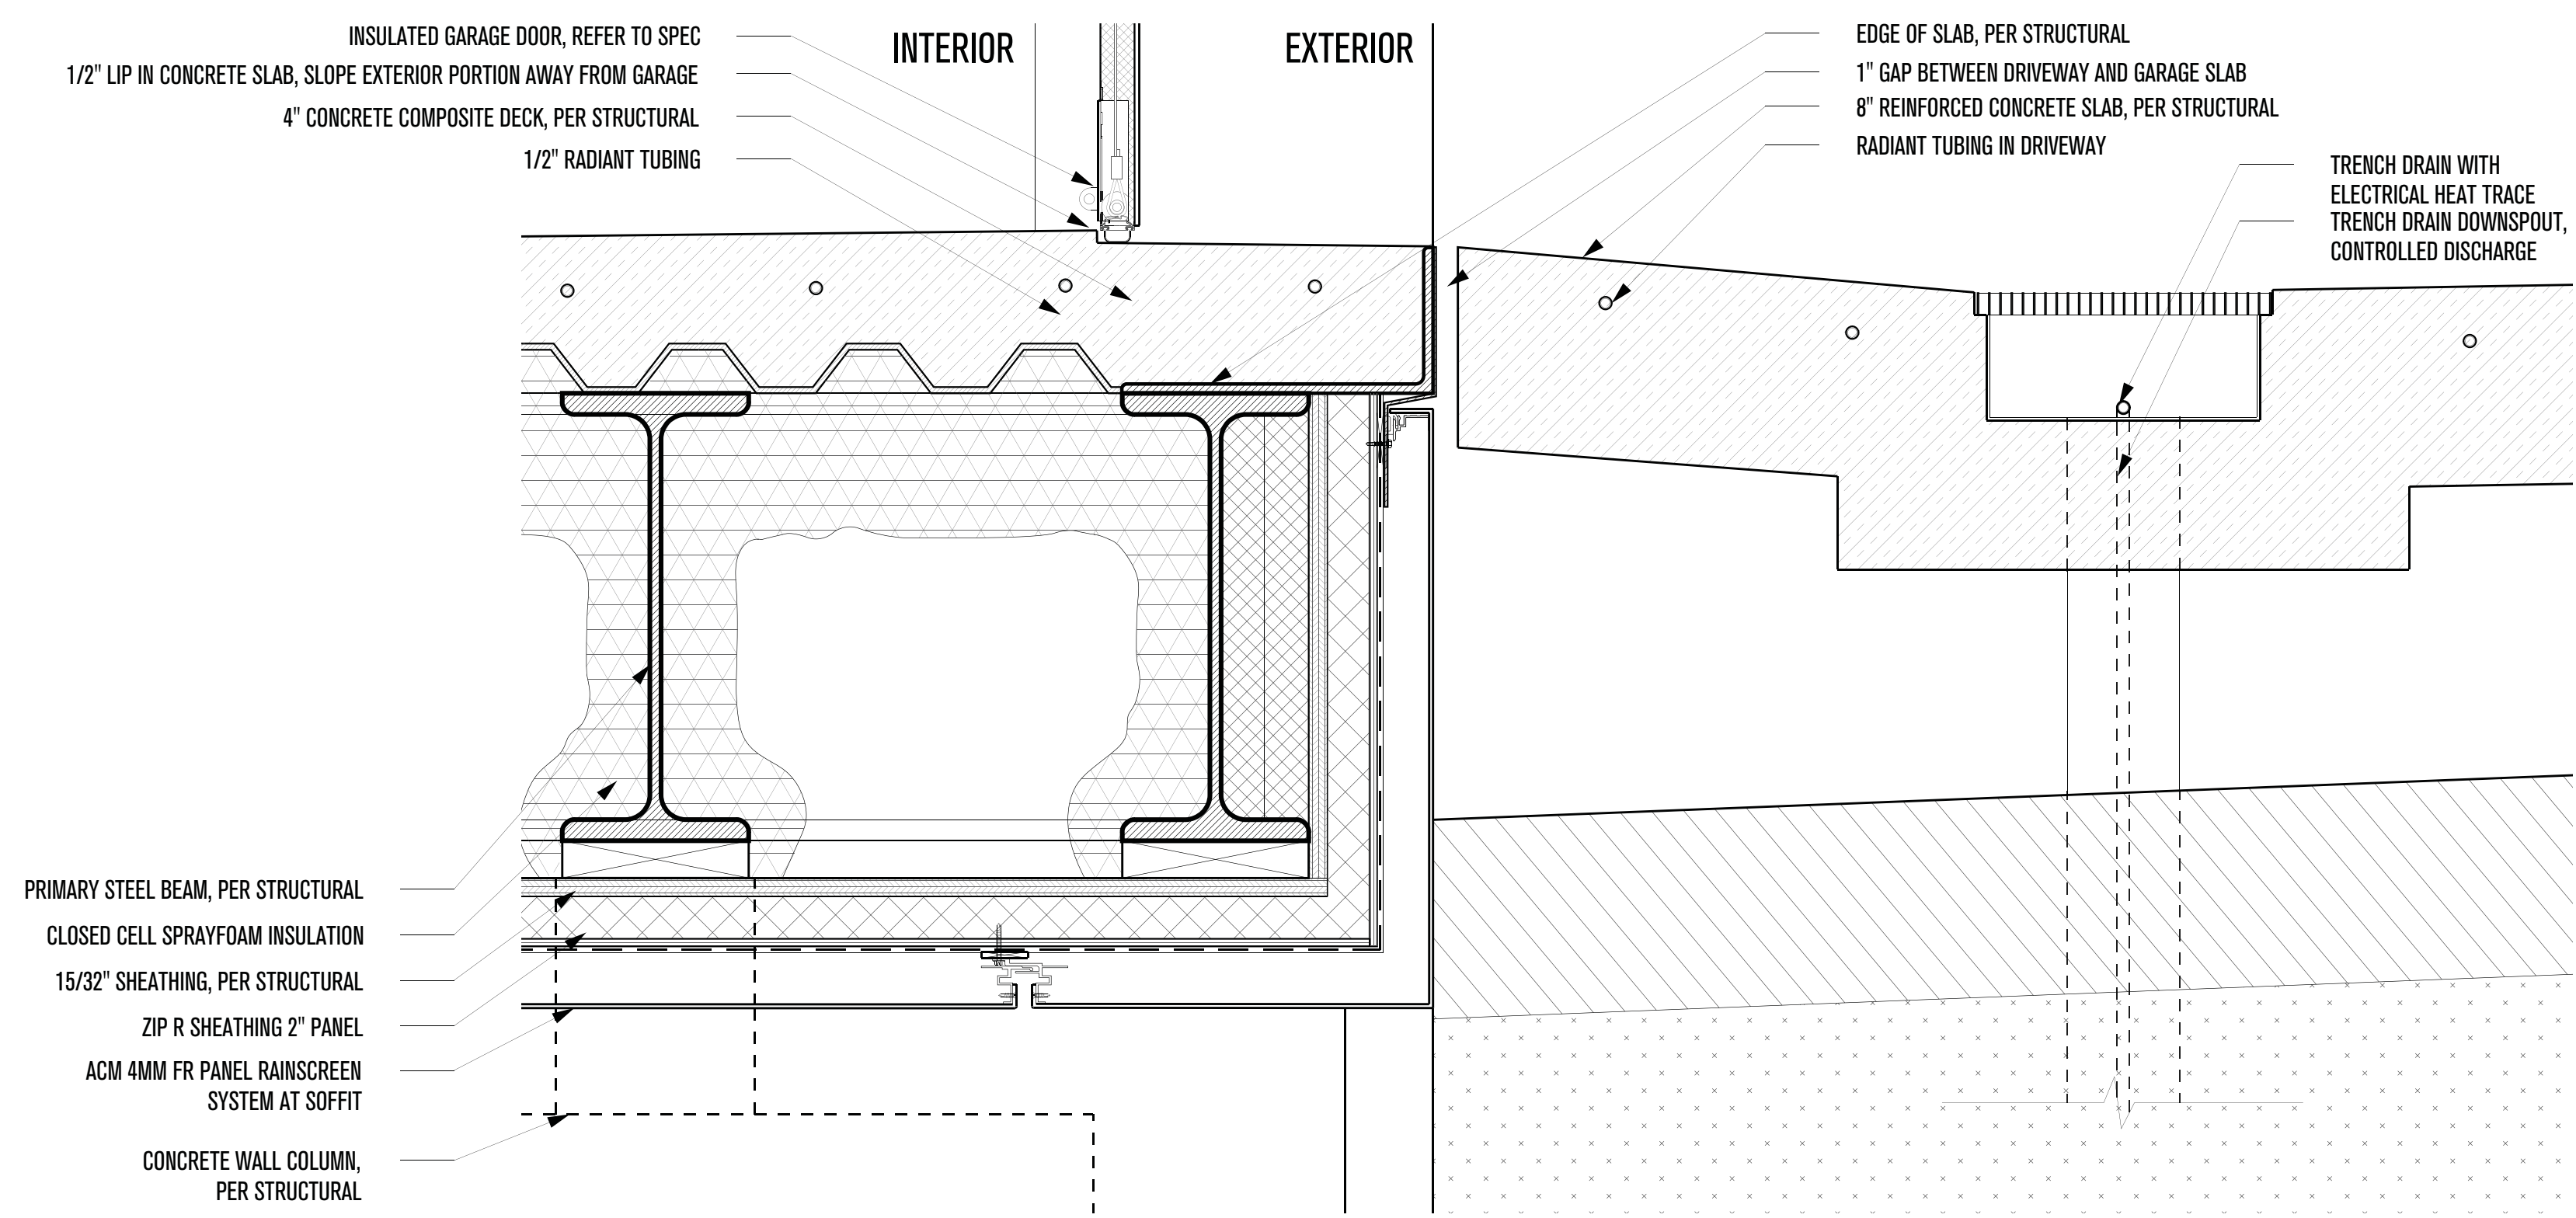 INSULATED GARAGE DOOR, REFER TO SPEC
1/2" LIP IN CONCRETE SLAB, SLOPE EXTERIOR PORTION AWAY FROM GARAGE
4" CONCRETE COMPOSITE DECK, PER STRUCTURAL
1/2" RADIANT TUBING
INTERIOR
EXTERIOR
EDGE OF SLAB, PER STRUCTURAL
1" GAP BETWEEN DRIVEWAY AND GARAGE SLAB
8" REINFORCED CONCRETE SLAB, PER STRUCTURAL
RADIANT TUBING IN DRIVEWAY
TRENCH DRAIN WITH
ELECTRICAL HEAT TRACE
TRENCH DRAIN DOWNSPOUT,
CONTROLLED DISCHARGE
PRIMARY STEEL BEAM, PER STRUCTURAL
CLOSED CELL SPRAYFOAM INSULATION
15/32" SHEATHING, PER STRUCTURAL
ZIP R SHEATHING 2" PANEL
ACM 4MM FR PANEL RAINSCREEN
SYSTEM AT SOFFIT
CONCRETE WALL COLUMN,
PER STRUCTURAL